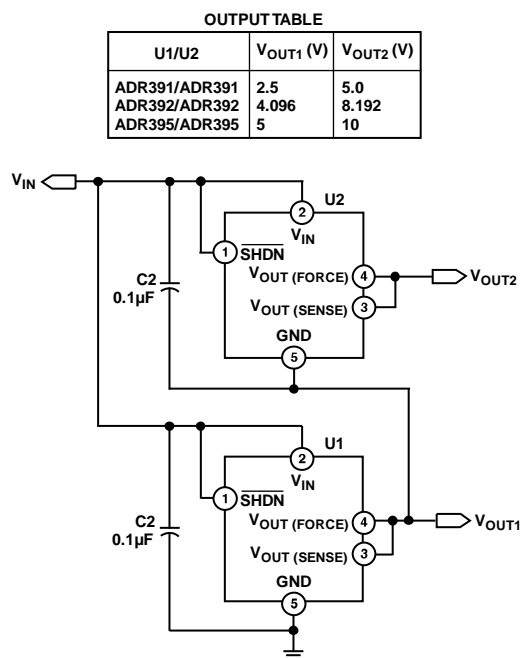 OUTPUT TABLE
U1/U2 VOUT1 (V) VOUT2 (V)
ADR391/ADR391 2.5 5.0
ADR392/ADR392 4.096 8.192
ADR395/ADR395 5 10
VIN
U2
2
VIN
1 SHDN
C2
0.1µF
VOUT (FORCE) 4
VOUT2
VOUT (SENSE) 3
GND
5
U1
2
VIN
1 SHDN
C2
0.1µF
VOUT (FORCE) 4
VOUT1
VOUT (SENSE) 3
GND
5